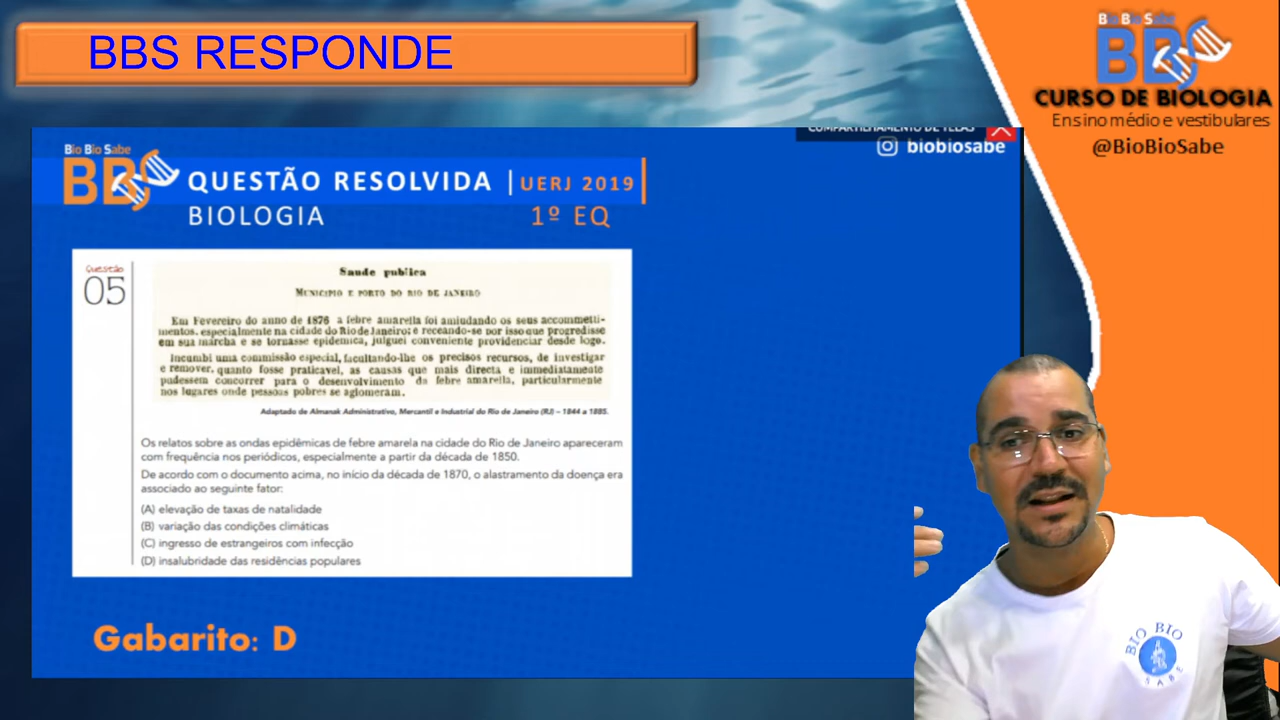 BBS RESPONDE
Bio Bio Sabe
BBS
CURSO DE BIOLOGIA
Ensino médio e vestibulares
@BioBioSabe
COMPARTILHAMENTO DE TELAS
biobiosabe
Bio Bio Sabe
BBS
QUESTÃO RESOLVIDA | UERJ 2019
BIOLOGIA 1º EQ
Questão
05
Saude publica
MUNICIPIO E PORTO DO RIO DE JANEIRO
Em Fevereiro do anno de 1876 a febre amarella foi amiudando os seus accommetti-
mentos, especialmente na cidade do Rio de Janeiro; e receando-se por isso que progredisse
em sua marcha e se tornasse epidemica, julguei conveniente providenciar desde logo.
Incumbi uma commissão especial, facultando-lhe os precisos recursos, de investigar
e remover, quanto fosse praticavel, as causas que mais directa e immediatamente
pudessem concorrer para o desenvolvimento da febre amarella, particularmente
nos lugares onde pessoas pobres se aglomeram.
Adaptado de Almanak Administrativo, Mercantil e Industrial do Rio de Janeiro (RJ) – 1844 a 1885.
Os relatos sobre as ondas epidêmicas de febre amarela na cidade do Rio de Janeiro apareceram
com frequência nos periódicos, especialmente a partir da década de 1850.
De acordo com o documento acima, no início da década de 1870, o alastramento da doença era
associado ao seguinte fator:
(A) elevação de taxas de natalidade
(B) variação das condições climáticas
(C) ingresso de estrangeiros com infecção
(D) insalubridade das residências populares
Gabarito: D
BIO BIO
SABE